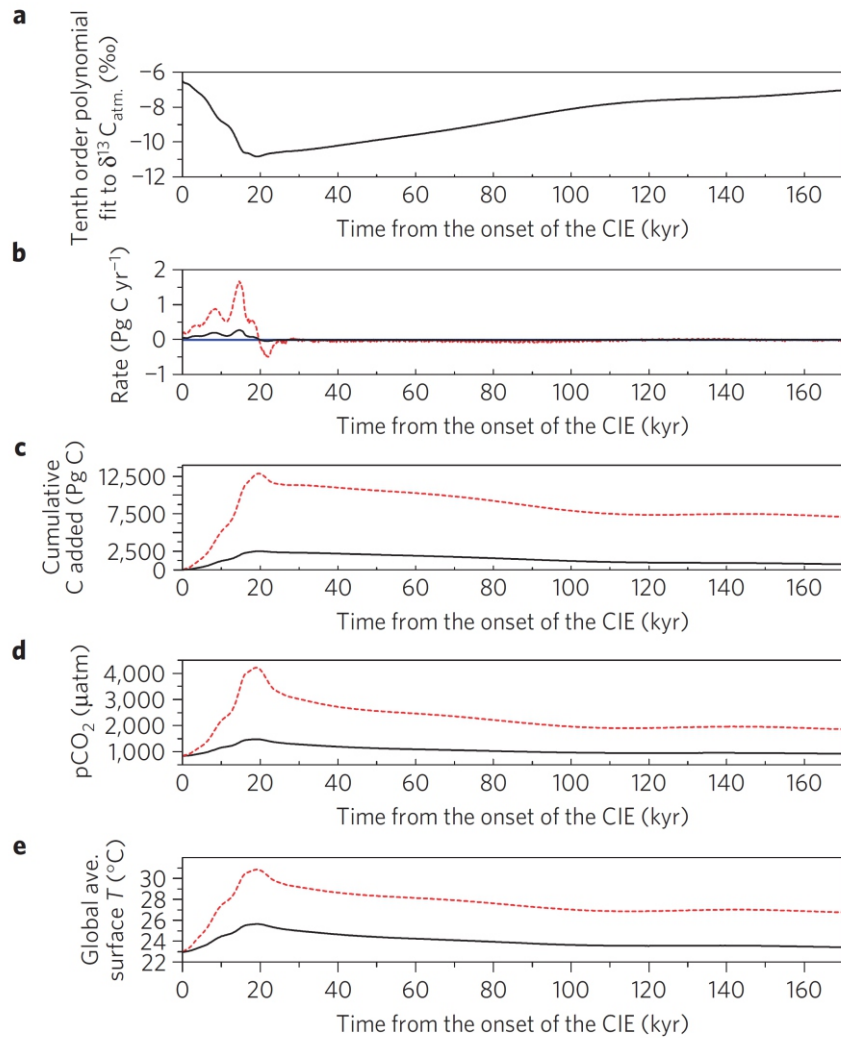 a
Tenth order polynomial
fit to δ¹³Catm. (‰)
−6
−8
−10
−12
0 20 40 60 80 100 120 140 160
Time from the onset of the CIE (kyr)
b
Rate (Pg C yr⁻¹)
2
1
0
−1
0 20 40 60 80 100 120 140 160
Time from the onset of the CIE (kyr)
c
Cumulative
C added (Pg C)
12,500
7,500
2,500
0
0 20 40 60 80 100 120 140 160
Time from the onset of the CIE (kyr)
d
pCO₂ (μatm)
4,000
3,000
2,000
1,000
0 20 40 60 80 100 120 140 160
Time from the onset of the CIE (kyr)
e
Global ave.
surface T (°C)
30
28
26
24
22
0 20 40 60 80 100 120 140 160
Time from the onset of the CIE (kyr)